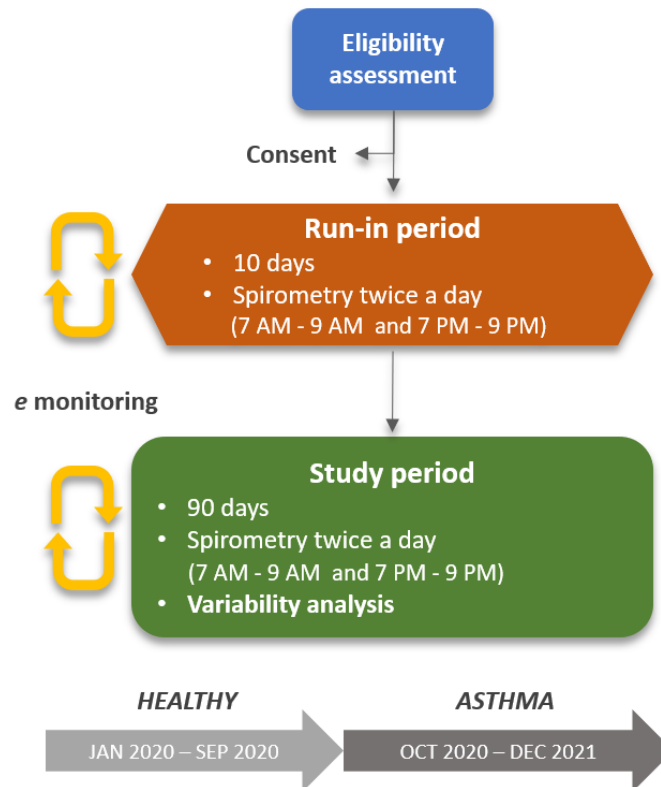 Eligibility
assessment
Consent
Run-in period
• 10 days
• Spirometry twice a day
(7 AM - 9 AM and 7 PM - 9 PM)
e monitoring
Study period
• 90 days
• Spirometry twice a day
(7 AM - 9 AM and 7 PM - 9 PM)
• Variability analysis
HEALTHY
ASTHMA
JAN 2020 – SEP 2020
OCT 2020 – DEC 2021